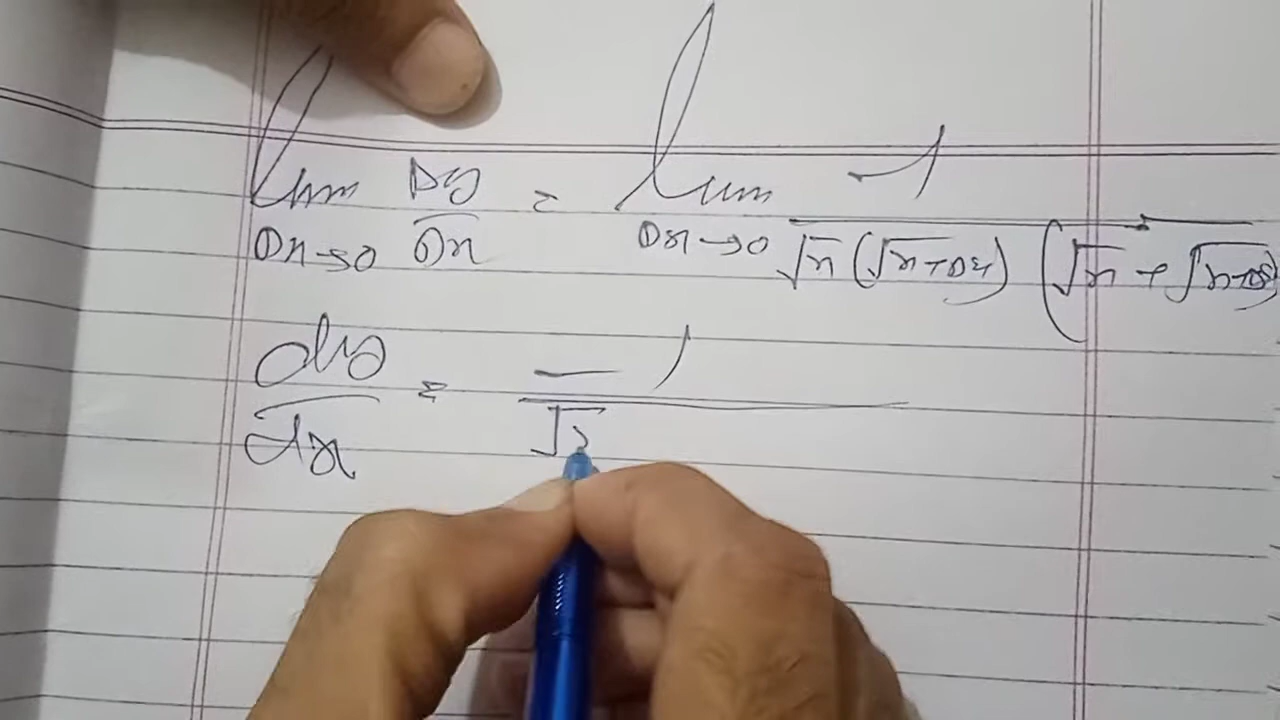 lim Δy/Δx = lim -1/(√x (√x+Δx) (√x + √x+Δx))
Δx→0 Δx→0
dy/dx = -1/√x